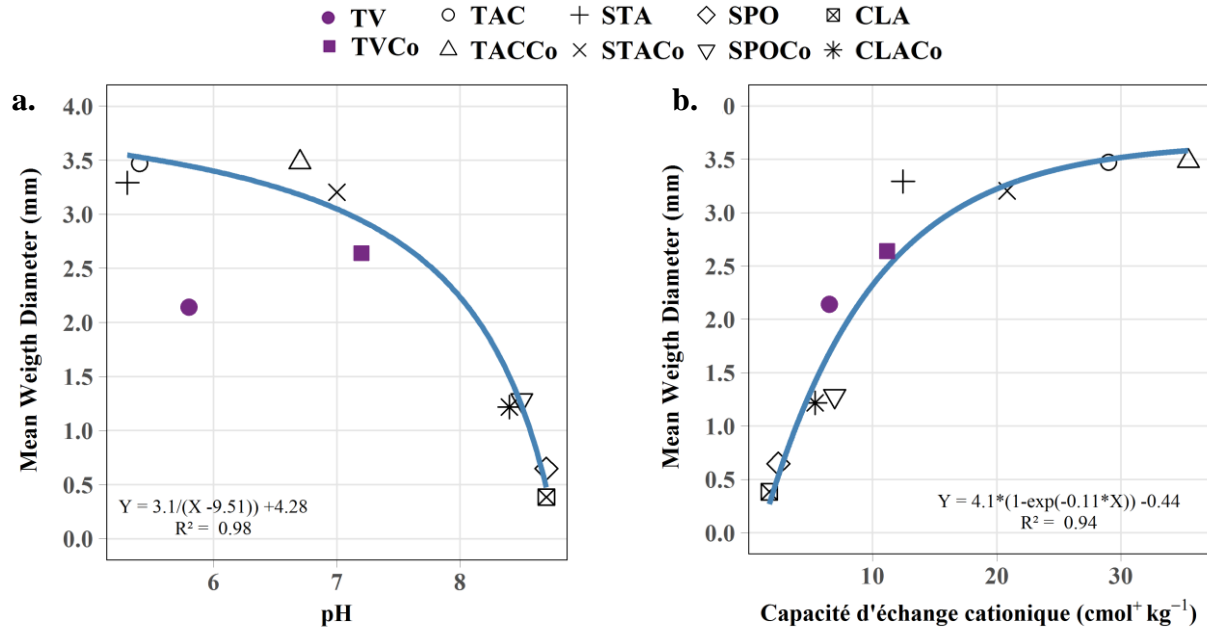 TV TAC STA SPO CLA
TVCo TACCo STACo SPOCo CLACo
a.
4.0
3.5
3.0
2.5
2.0
1.5
1.0
0.5
0.0
Mean Weigth Diameter (mm)
Y = 3.1/(X -9.51)) +4.28
R² = 0.98
6 7 8
pH
b.
0
3.5
3.0
2.5
2.0
1.5
1.0
0.5
0.0
Mean Weigth Diameter (mm)
Y = 4.1*(1-exp(-0.11*X)) -0.44
R² = 0.94
10 20 30
Capacité d'échange cationique (cmol⁺ kg⁻¹)